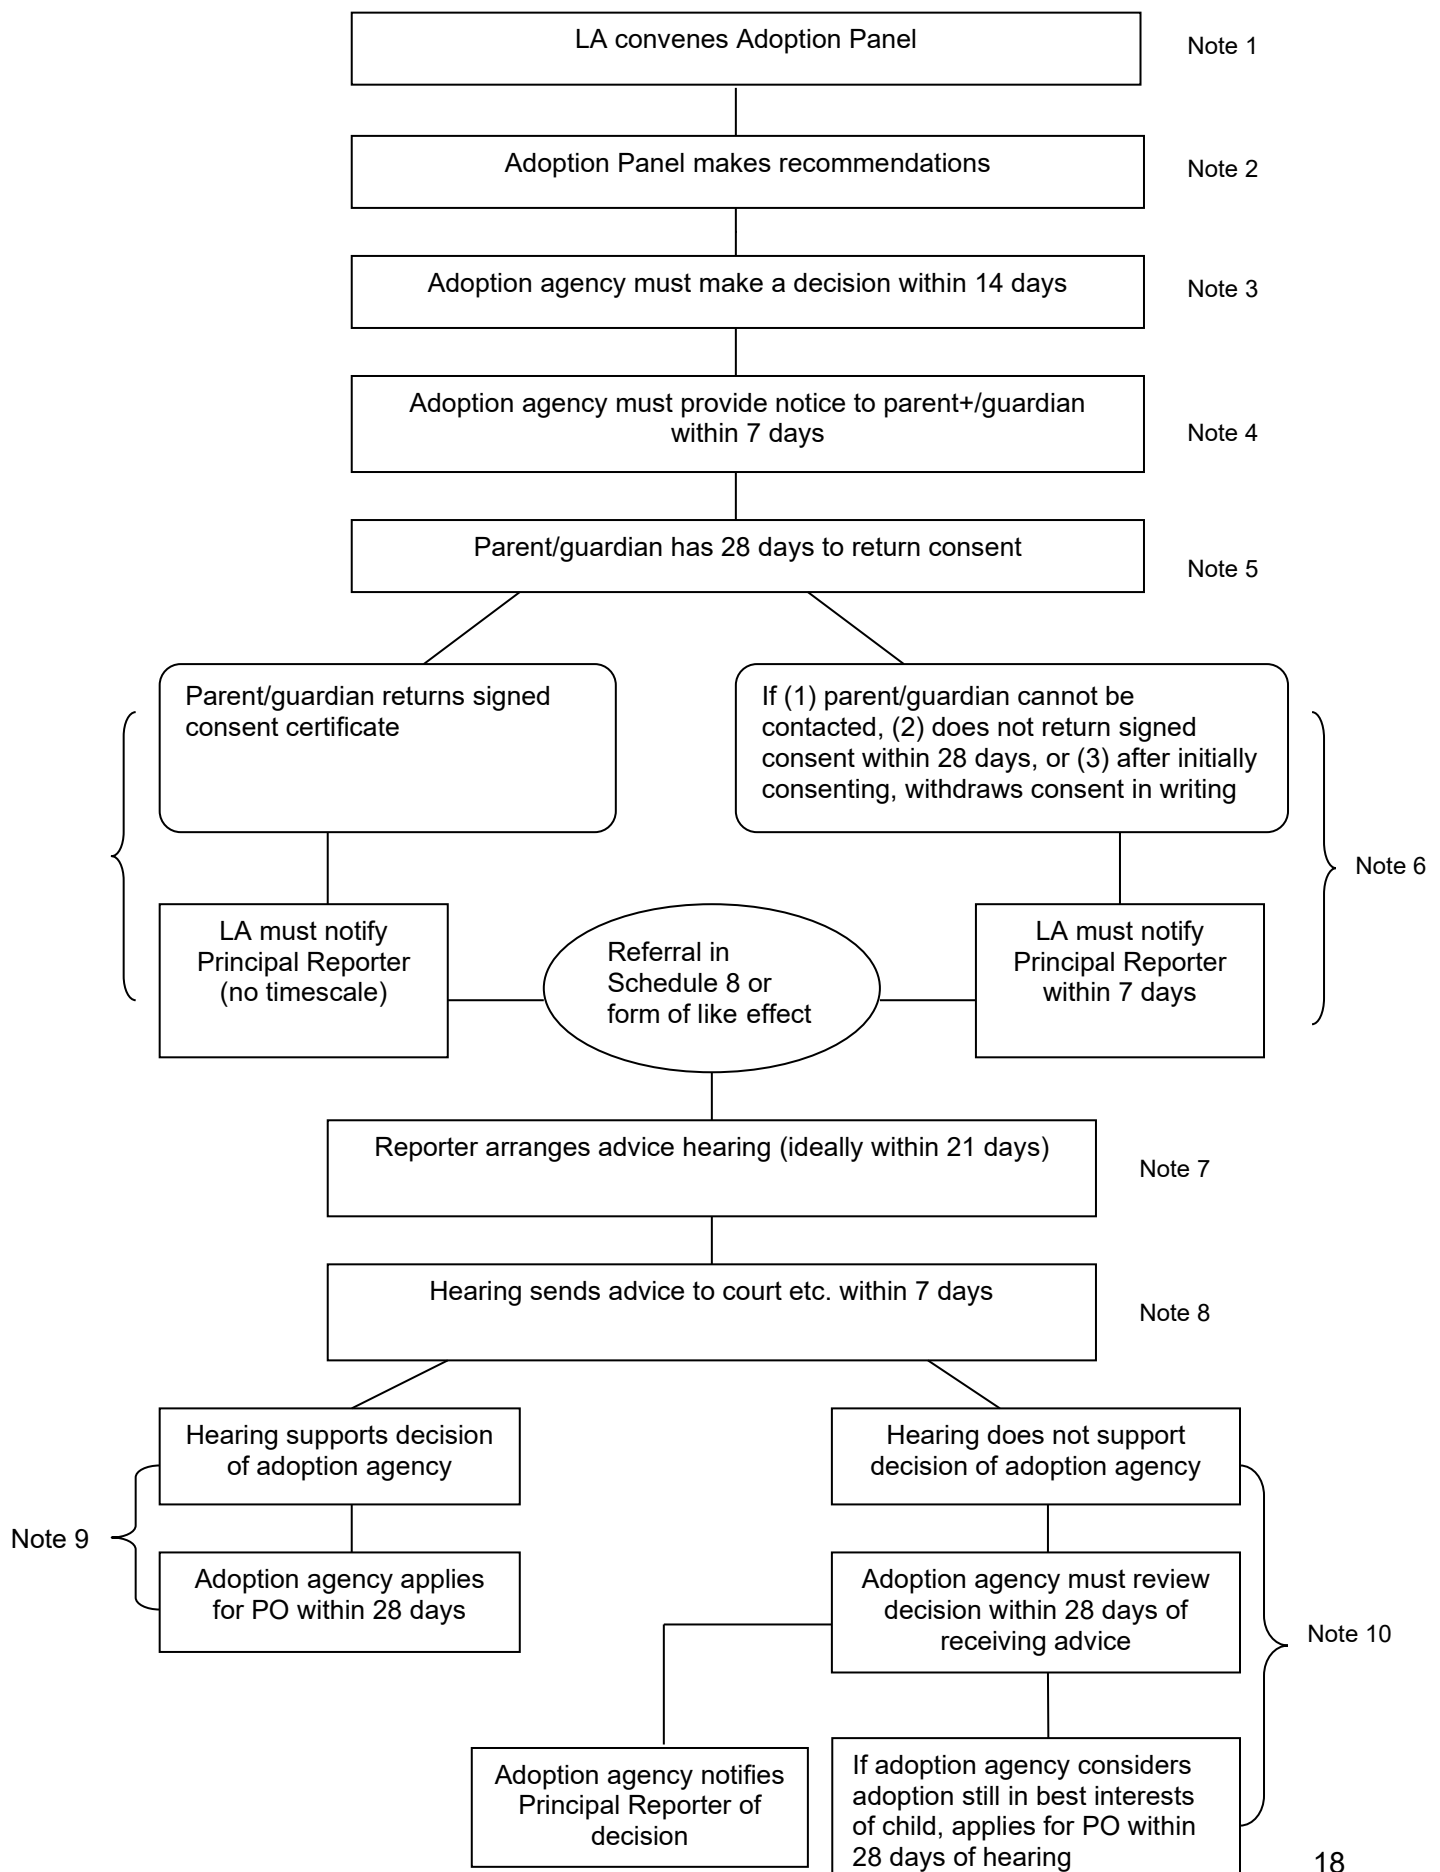 LA convenes Adoption Panel
Note 1
Adoption Panel makes recommendations
Note 2
Adoption agency must make a decision within 14 days
Note 3
Adoption agency must provide notice to parent+/guardian
within 7 days
Note 4
Parent/guardian has 28 days to return consent
Note 5
Parent/guardian returns signed
consent certificate
If (1) parent/guardian cannot be
contacted, (2) does not return signed
consent within 28 days, or (3) after initially
consenting, withdraws consent in writing
Note 6
LA must notify
Principal Reporter
(no timescale)
Referral in
Schedule 8 or
form of like effect
LA must notify
Principal Reporter
within 7 days
Reporter arranges advice hearing (ideally within 21 days)
Note 7
Hearing sends advice to court etc. within 7 days
Note 8
Hearing supports decision
of adoption agency
Hearing does not support
decision of adoption agency
Note 9
Adoption agency applies
for PO within 28 days
Adoption agency must review
decision within 28 days of
receiving advice
Note 10
Adoption agency notifies
Principal Reporter of
decision
If adoption agency considers
adoption still in best interests
of child, applies for PO within
28 days of hearing
18